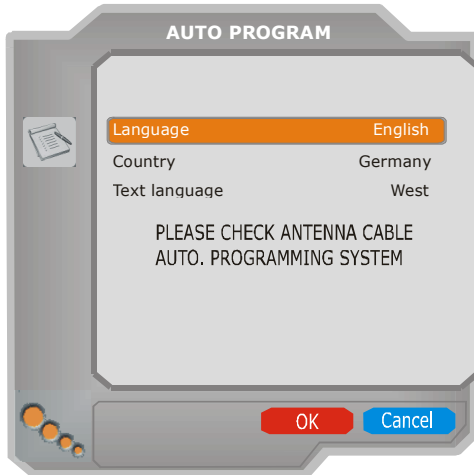 AUTO PROGRAM
Language English
Country Germany
Text language West
PLEASE CHECK ANTENNA CABLE
AUTO. PROGRAMMING SYSTEM
OK Cancel